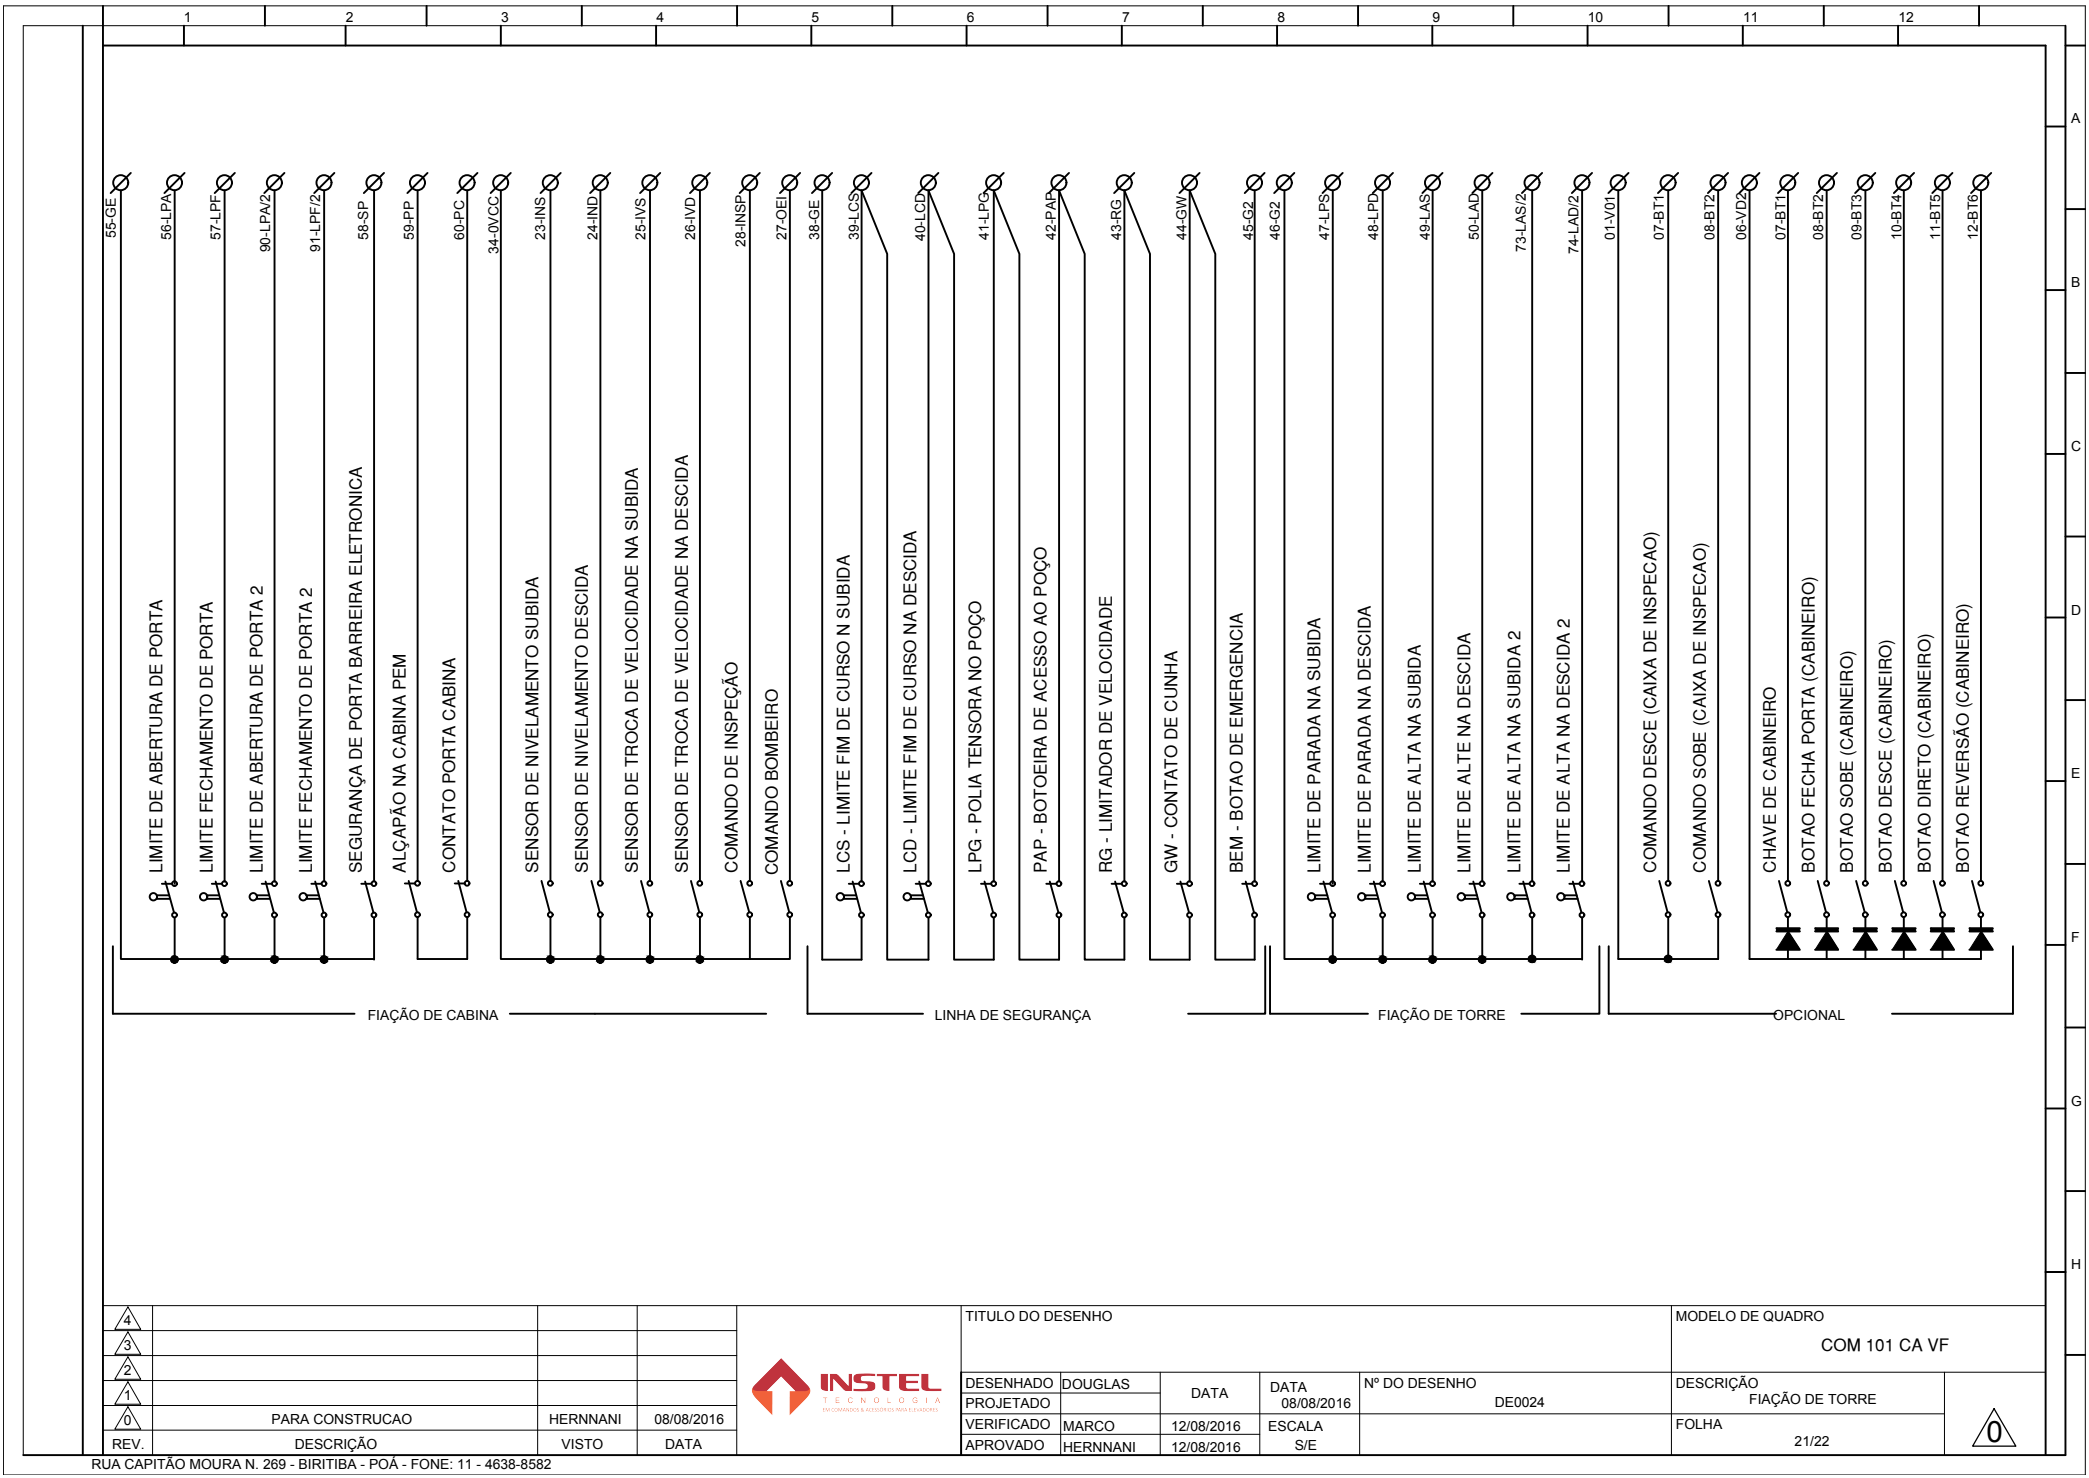 1 2 3 4 5 6 7 8 9 10 11 12
A
B
C
D
E
F
G
H
55-GE
56-LPA
57-LPF
90-LPA/2
91-LPF/2
58-SP
59-PP
60-PC
34-0VCC
23-INS
24-IND
25-IVS
26-IVD
28-INSP
27-OEI
38-GE
39-LCS
40-LCD
41-LPG
42-PAP
43-RG
44-GW
45-G2
46-G2
47-LPS
48-LPD
49-LAS
50-LAD
73-LAS/2
74-LAD/2
01-V01
07-BT1
08-BT2
06-VD2
07-BT1
08-BT2
09-BT3
10-BT4
11-BT5
12-BT6
LIMITE DE ABERTURA DE PORTA
LIMITE FECHAMENTO DE PORTA
LIMITE DE ABERTURA DE PORTA 2
LIMITE FECHAMENTO DE PORTA 2
SEGURANÇA DE PORTA BARREIRA ELETRONICA
ALÇAPÃO NA CABINA PEM
CONTATO PORTA CABINA
SENSOR DE NIVELAMENTO SUBIDA
SENSOR DE NIVELAMENTO DESCIDA
SENSOR DE TROCA DE VELOCIDADE NA SUBIDA
SENSOR DE TROCA DE VELOCIDADE NA DESCIDA
COMANDO DE INSPEÇÃO
COMANDO BOMBEIRO
LCS - LIMITE FIM DE CURSO N SUBIDA
LCD - LIMITE FIM DE CURSO NA DESCIDA
LPG - POLIA TENSORA NO POÇO
PAP - BOTOEIRA DE ACESSO AO POÇO
RG - LIMITADOR DE VELOCIDADE
GW - CONTATO DE CUNHA
BEM - BOTAO DE EMERGENCIA
LIMITE DE PARADA NA SUBIDA
LIMITE DE PARADA NA DESCIDA
LIMITE DE ALTA NA SUBIDA
LIMITE DE ALTE NA DESCIDA
LIMITE DE ALTA NA SUBIDA 2
LIMITE DE ALTA NA DESCIDA 2
COMANDO DESCE (CAIXA DE INSPECAO)
COMANDO SOBE (CAIXA DE INSPECAO)
CHAVE DE CABINEIRO
BOTAO FECHA PORTA (CABINEIRO)
BOTAO SOBE (CABINEIRO)
BOTAO DESCE (CABINEIRO)
BOTAO DIRETO (CABINEIRO)
BOTAO REVERSÃO (CABINEIRO)
FIAÇÃO DE CABINA
LINHA DE SEGURANÇA
FIAÇÃO DE TORRE
OPCIONAL
4
3
2
1
0 PARA CONSTRUCAO HERNNANI 08/08/2016
REV. DESCRIÇÃO VISTO DATA
INSTEL
TECNOLOGIA
EM COMANDOS & ACESSÓRIOS PARA ELEVADORES
TITULO DO DESENHO
DESENHADO DOUGLAS
PROJETADO
DATA
VERIFICADO MARCO 12/08/2016
APROVADO HERNNANI 12/08/2016
DATA
08/08/2016
ESCALA
S/E
Nº DO DESENHO
DE0024
MODELO DE QUADRO
COM 101 CA VF
DESCRIÇÃO
FIAÇÃO DE TORRE
FOLHA
21/22
0
RUA CAPITÃO MOURA N. 269 - BIRITIBA - POÁ - FONE: 11 - 4638-8582